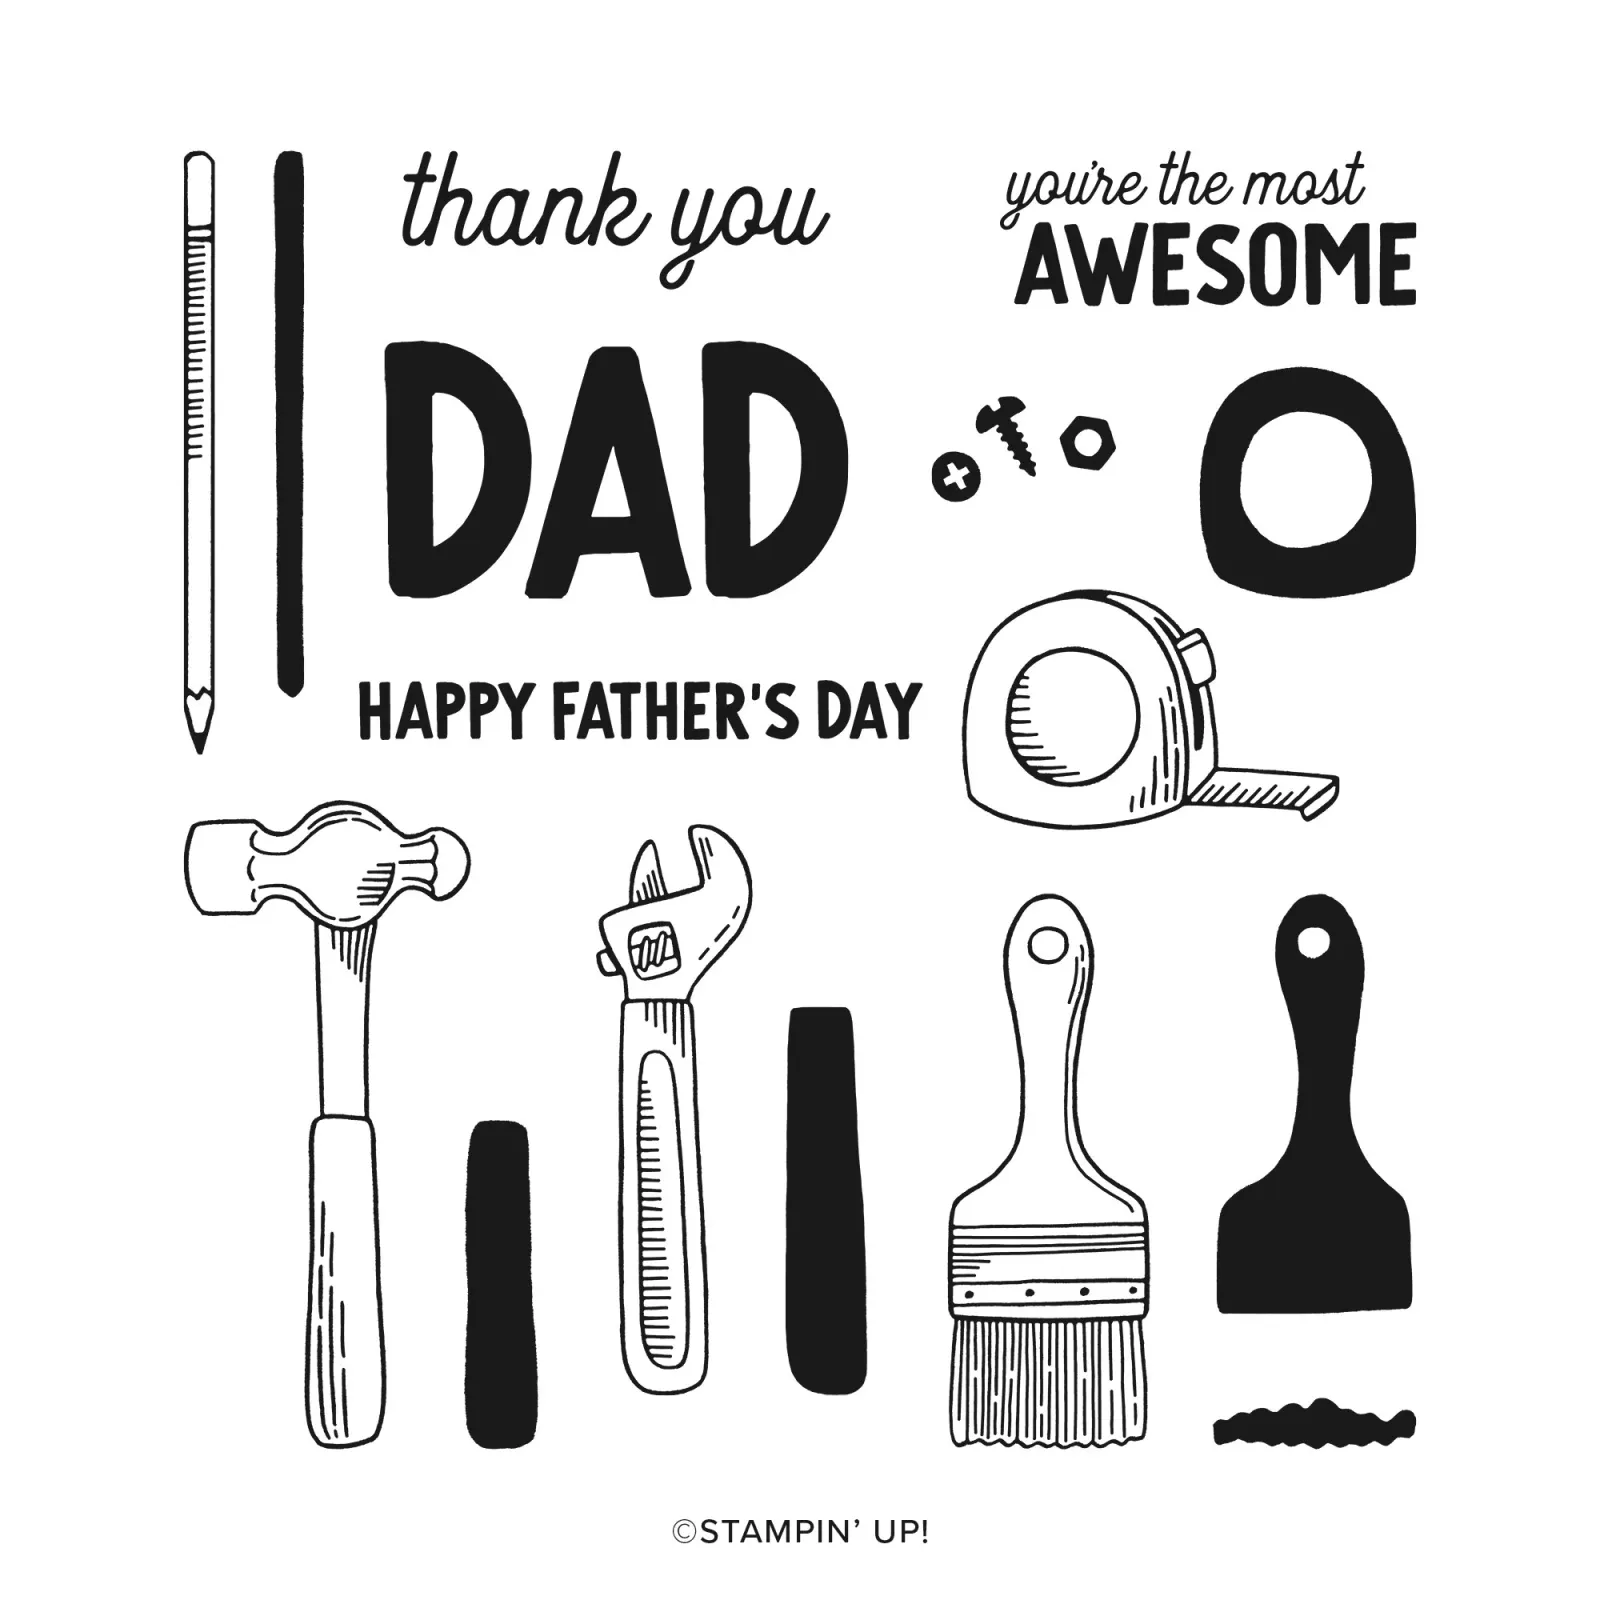 thank you
you're the most
AWESOME
DAD
HAPPY FATHER'S DAY
©STAMPIN' UP!